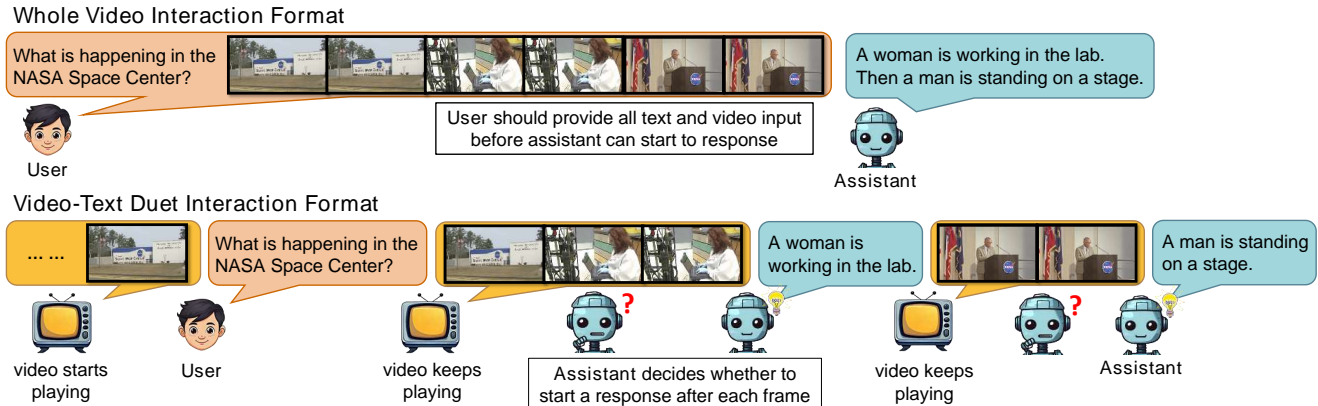 Whole Video Interaction Format
What is happening in the
NASA Space Center?
A woman is working in the lab.
Then a man is standing on a stage.
User should provide all text and video input
before assistant can start to response
User
Assistant
Video-Text Duet Interaction Format
... ...
What is happening in the
NASA Space Center?
A woman is
working in the lab.
A man is standing
on a stage.
?
?
video starts
playing
User
video keeps
playing
Assistant decides whether to
start a response after each frame
video keeps
playing
Assistant